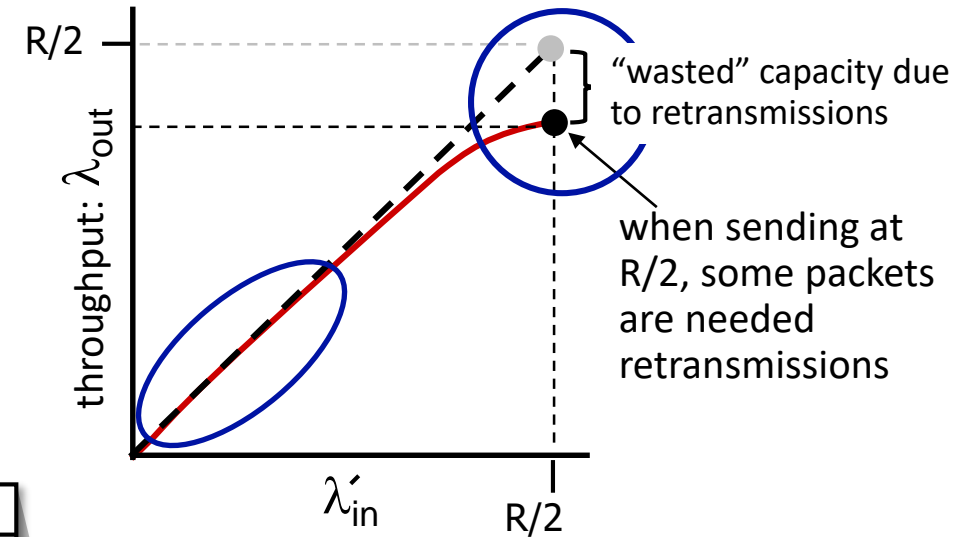 R/2
“wasted” capacity due
to retransmissions
throughput: λout
when sending at
R/2, some packets
are needed
retransmissions
λ′in
R/2